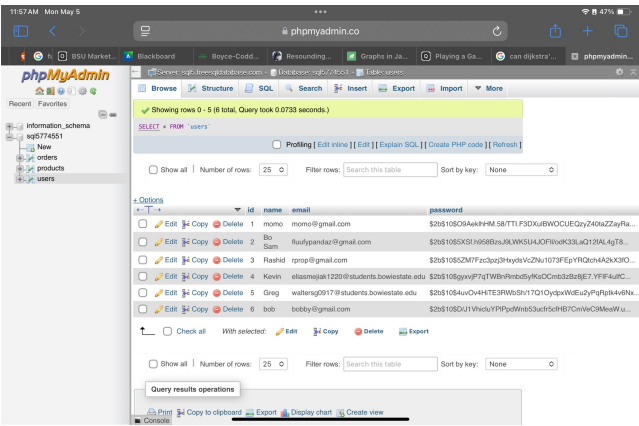 11:57 AM Mon May 5
47%
phpmyadmin.co
BSU Market...
Blackboard
Boyce-Codd...
Resounding...
Graphs in Ja...
Playing a Ga...
can dijkstra'...
phpmyadmin...
phpMyAdmin
Recent Favorites
information_schema
sql5774551
New
orders
products
users
Server: sql5.freesqldatabase.com - Database: sql5774551 - Table: users
Browse Structure SQL Search Insert Export Import More
Showing rows 0 - 5 (6 total, Query took 0.0733 seconds.)
SELECT * FROM `users`
Profiling [ Edit inline ] [ Edit ] [ Explain SQL ] [ Create PHP code ] [ Refresh ]
Show all | Number of rows: 25 Filter rows: Search this table Sort by key: None
+ Options
id name email password
Edit Copy Delete 1 momo momo@gmail.com
Edit Copy Delete 2 Bo Sam fluufypandaz@gmail.com
Edit Copy Delete 3 Rashid rprop@gmail.com
Edit Copy Delete 4 Kevin eliasmejiak1220@students.bowiestate.edu
Edit Copy Delete 5 Greg waltersg0917@students.bowiestate.edu
Edit Copy Delete 6 bob bobby@gmail.com
Check all With selected: Edit Copy Delete Export
Show all | Number of rows: 25 Filter rows: Search this table Sort by key: None
Query results operations
Print Copy to clipboard Export Display chart Create view
Console